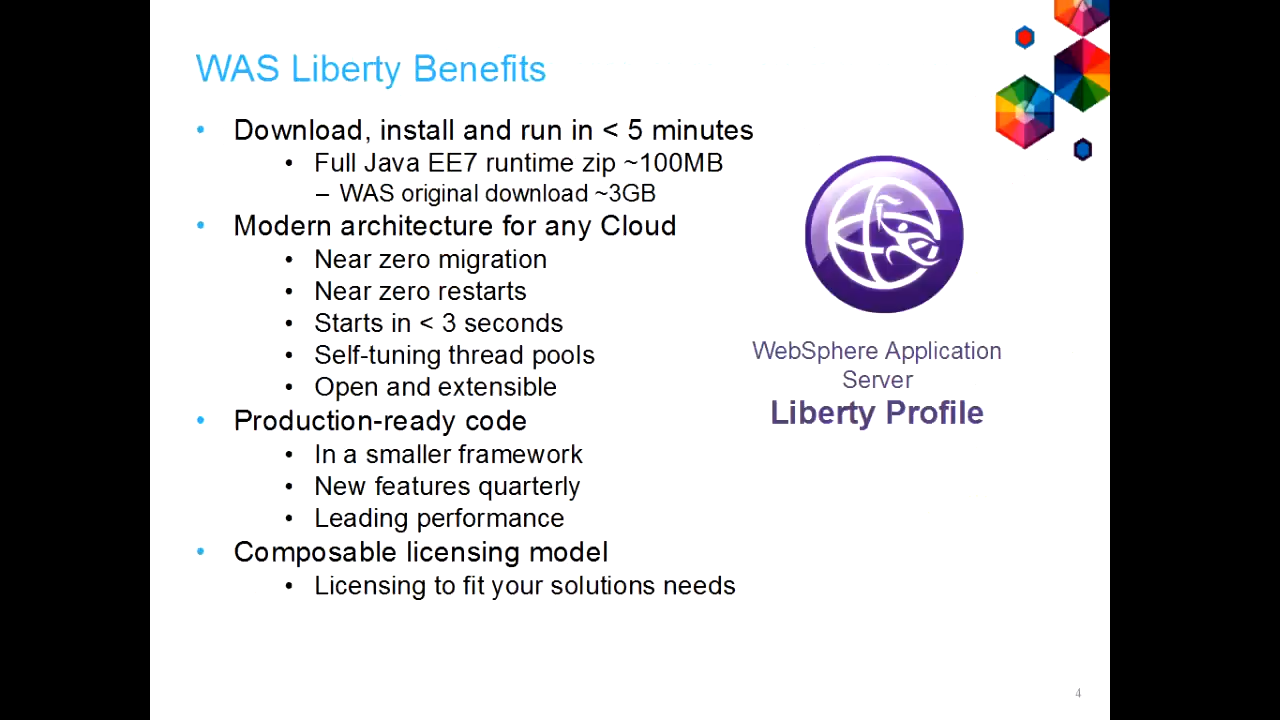 WAS Liberty Benefits
• Download, install and run in < 5 minutes
• Full Java EE7 runtime zip ~100MB
– WAS original download ~3GB
• Modern architecture for any Cloud
• Near zero migration
• Near zero restarts
• Starts in < 3 seconds
• Self-tuning thread pools
• Open and extensible
• Production-ready code
• In a smaller framework
• New features quarterly
• Leading performance
• Composable licensing model
• Licensing to fit your solutions needs
WebSphere Application
Server
Liberty Profile
4